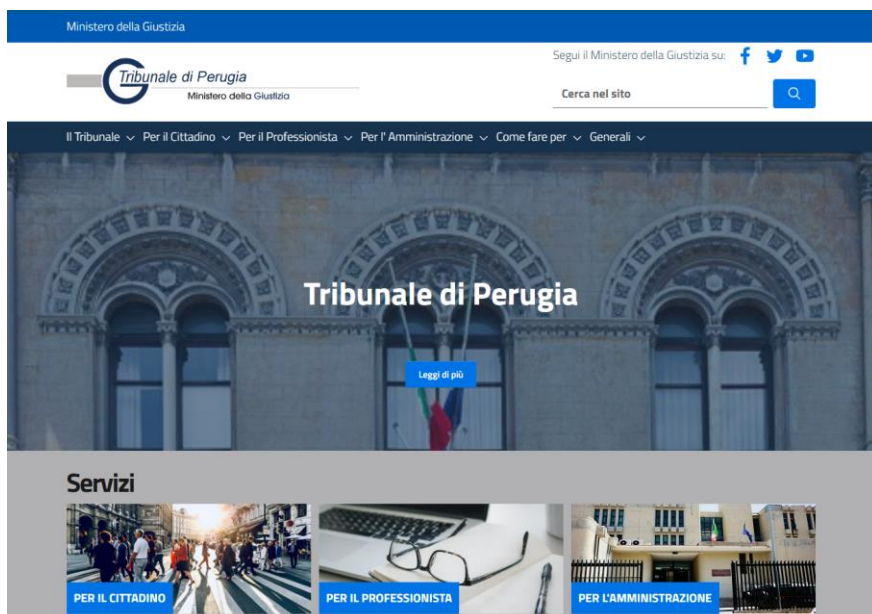 Ministero della Giustizia
Segui il Ministero della Giustizia su:
Tribunale di Perugia
Ministero della Giustizia
Cerca nel sito
Il Tribunale Per il Cittadino Per il Professionista Per l' Amministrazione Come fare per Generali
Tribunale di Perugia
Leggi di più
Servizi
PER IL CITTADINO
PER IL PROFESSIONISTA
PER L'AMMINISTRAZIONE